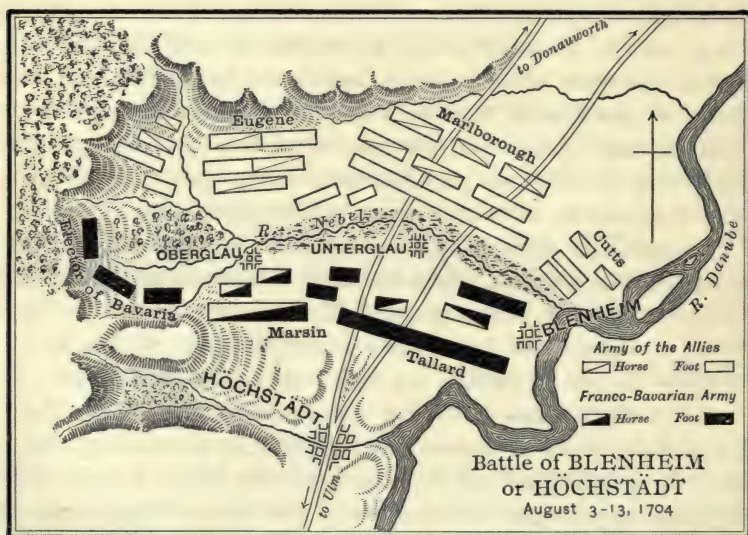 to Donauworth
Eugene
Marlborough
R. Nebel
OBERGLAU
UNTERGLAU
Cutts
Elector of Bavaria
R. Danube
BLENHEIM
Marsin
Tallard
HÖCHSTÄDT
to Ulm
Army of the Allies
Horse Foot
Franco-Bavarian Army
Horse Foot
Battle of BLENHEIM
or HÖCHSTÄDT
August 3-13, 1704